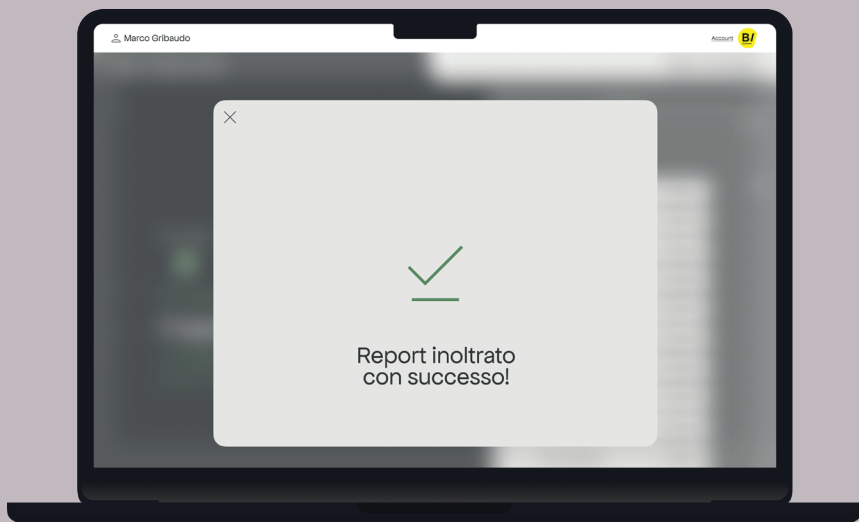 Marco Gribaudo
Account
B/
Report inoltrato
con successo!